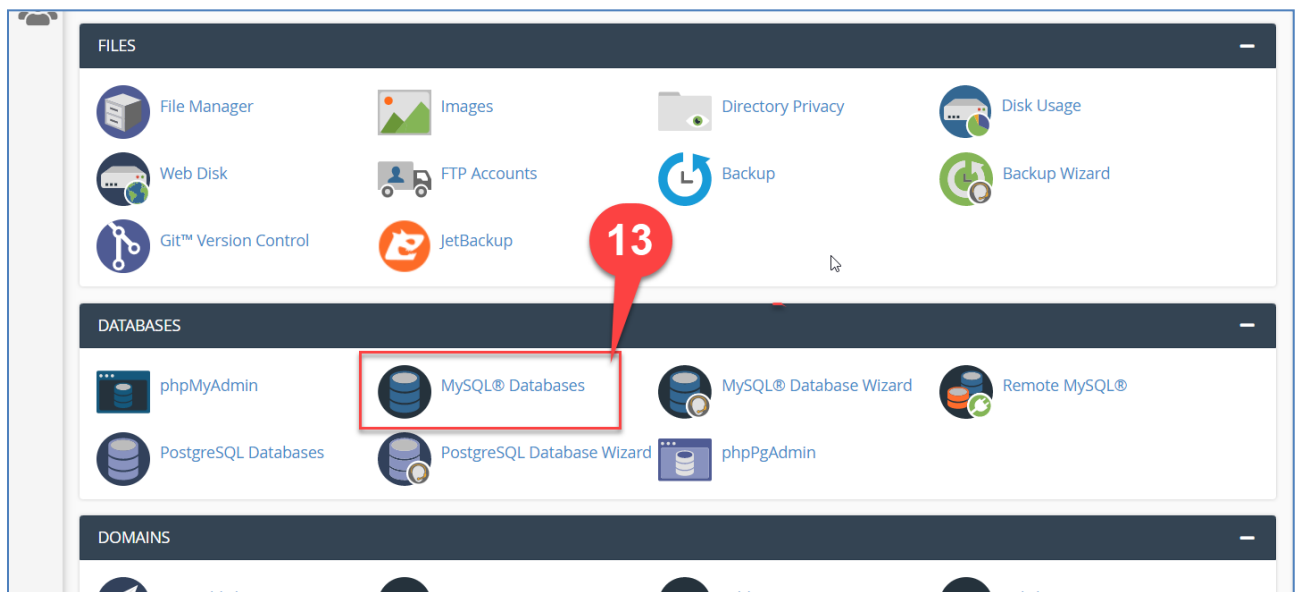 FILES
File Manager
Images
Directory Privacy
Disk Usage
Web Disk
FTP Accounts
Backup
Backup Wizard
Git™ Version Control
JetBackup
13
DATABASES
phpMyAdmin
MySQL® Databases
MySQL® Database Wizard
Remote MySQL®
PostgreSQL Databases
PostgreSQL Database Wizard
phpPgAdmin
DOMAINS